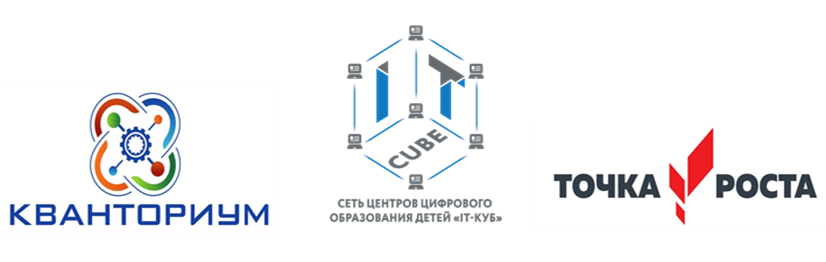 КВАНТОРИУМ
IT
CUBE
СЕТЬ ЦЕНТРОВ ЦИФРОВОГО
ОБРАЗОВАНИЯ ДЕТЕЙ «IT-КУБ»
ТОЧКА РОСТА